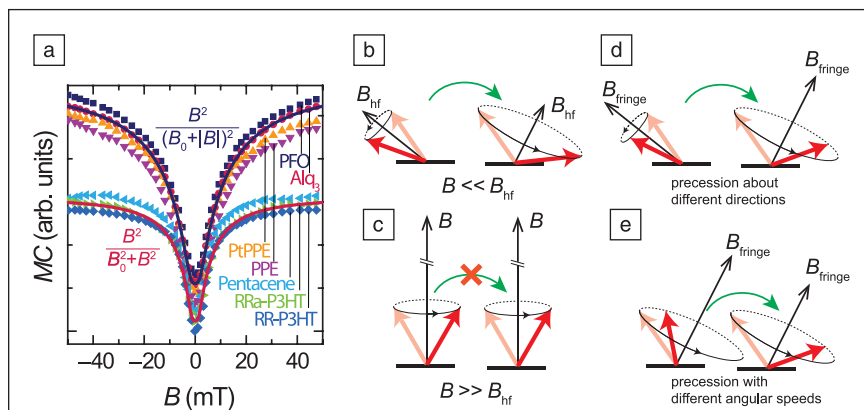 a
MC (arb. units)
B²
(B₀+|B|)²
PFO
Alq₃
B²
B₀²+B²
PtPPE
PPE
Pentacene
RRa-P3HT
RR-P3HT
−40 −20 0 20 40
B (mT)
b
B_hf
B_hf
B << B_hf
c
B
B
B >> B_hf
d
B_fringe
B_fringe
precession about
different directions
e
B_fringe
B_fringe
precession with
different angular speeds